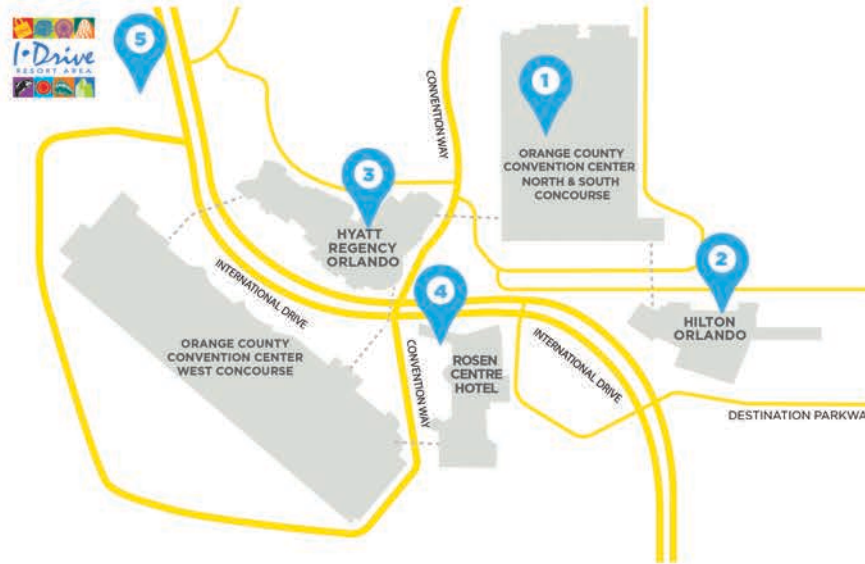 I•Drive
RESORT AREA
5
CONVENTION WAY
1
ORANGE COUNTY
CONVENTION CENTER
NORTH & SOUTH
CONCOURSE
3
HYATT
REGENCY
ORLANDO
2
HILTON
ORLANDO
4
INTERNATIONAL DRIVE
ORANGE COUNTY
CONVENTION CENTER
WEST CONCOURSE
CONVENTION WAY
ROSEN
CENTRE
HOTEL
INTERNATIONAL DRIVE
DESTINATION PARKWA